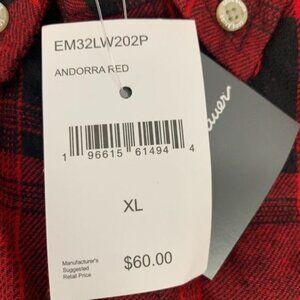 EM32LW202P
ANDORRA RED
1 96615 61494 4
XL
Manufacturer's
Suggested
Retail Price
$60.00